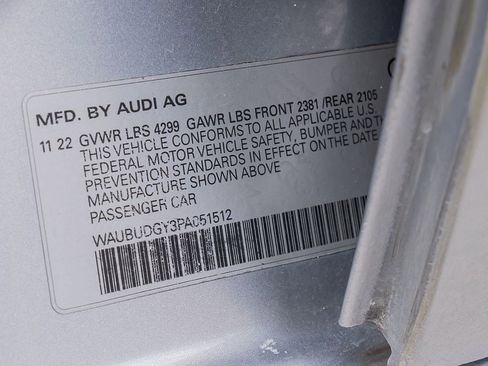 MFD. BY AUDI AG
11 22 GVWR LBS 4299 GAWR LBS FRONT 2381 /REAR 2105
THIS VEHICLE CONFORMS TO ALL APPLICABLE U.S.
FEDERAL MOTOR VEHICLE SAFETY, BUMPER AND
PREVENTION STANDARDS IN EFFECT ON THE DATE
MANUFACTURE SHOWN ABOVE
PASSENGER CAR
WAUBUDGY3PA051512